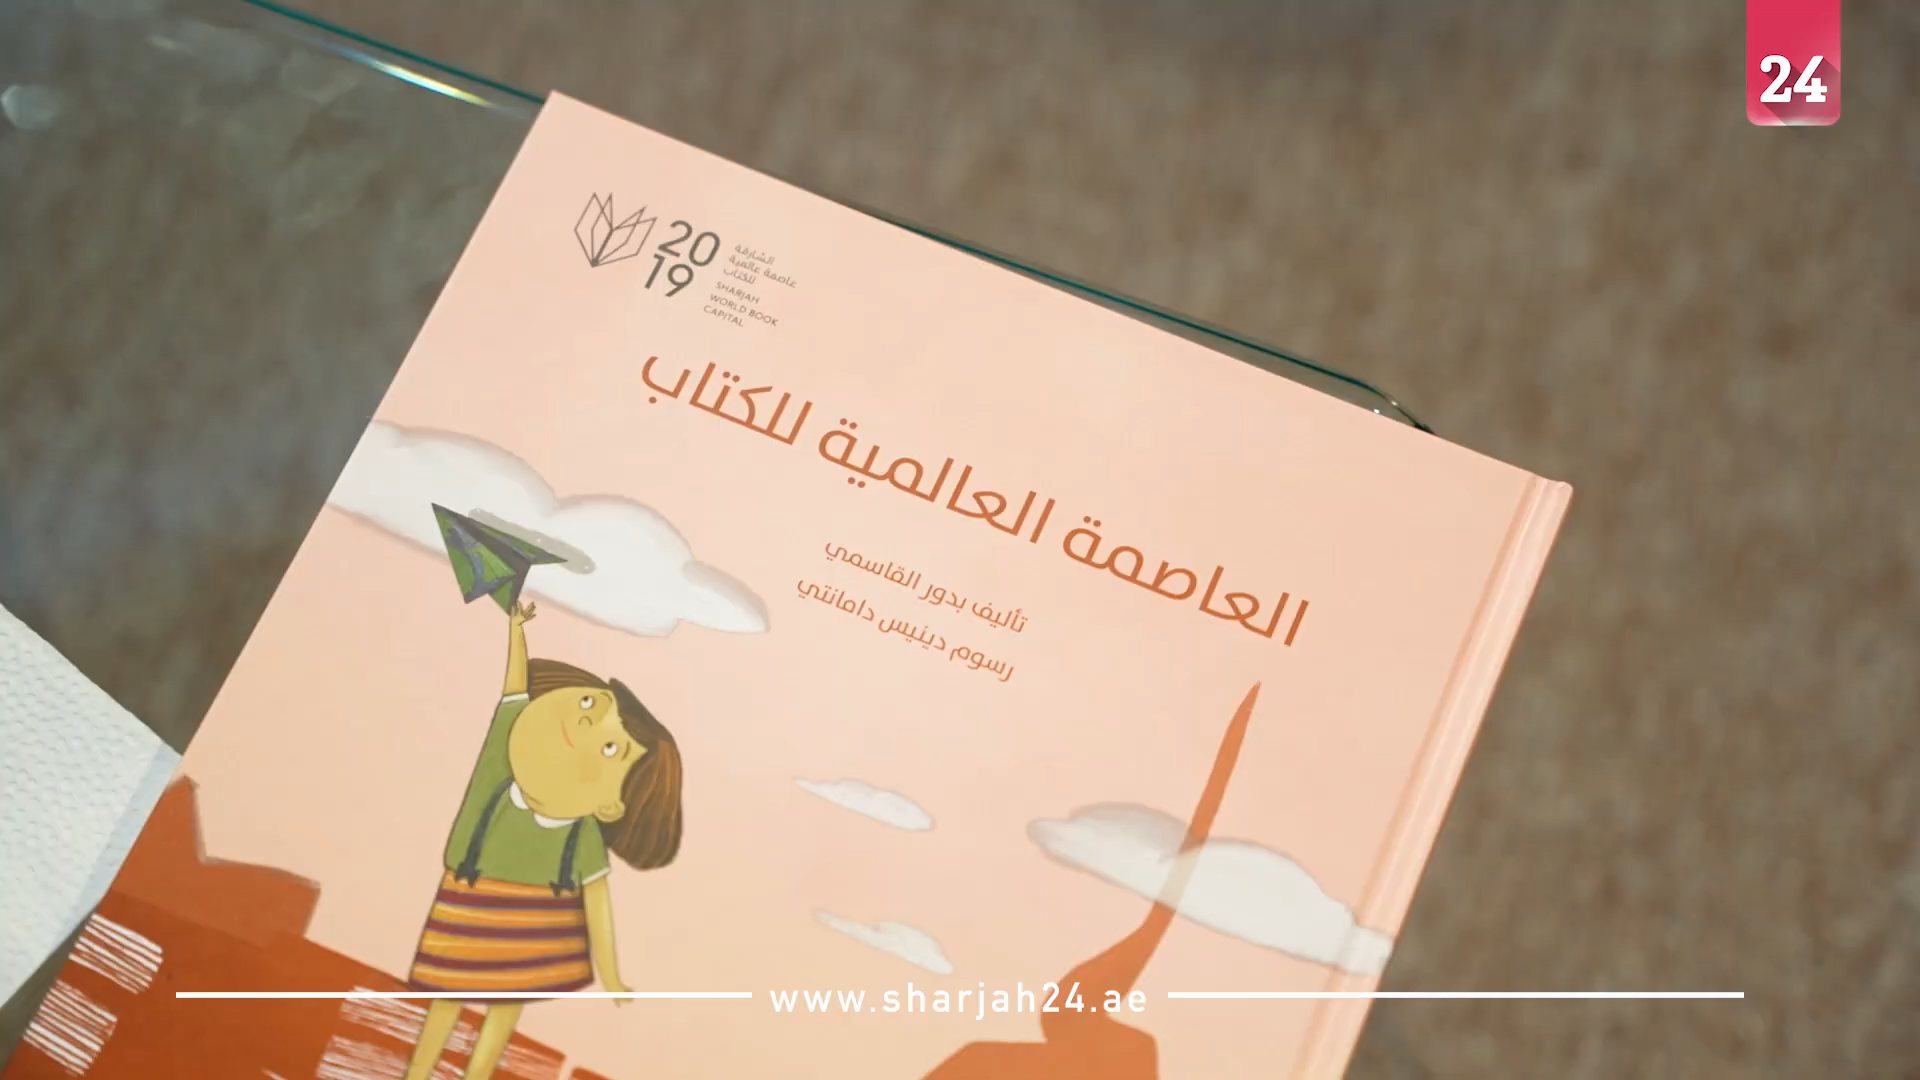 24
20
19
الشارقة
عاصمة عالمية
للكتاب
SHARJAH
WORLD BOOK
CAPITAL
العاصمة العالمية للكتاب
تأليف بدور القاسمي
رسوم دينيس دامانتي
www.sharjah24.ae